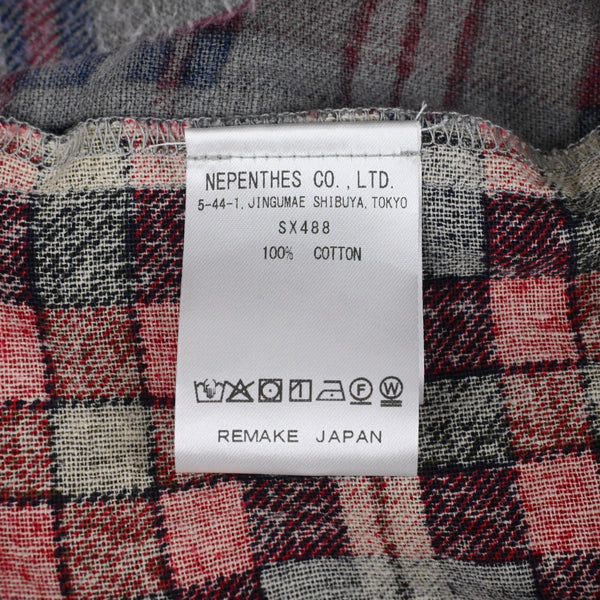 NEPENTHES CO., LTD.
5-44-1, JINGUMAE SHIBUYA, TOKYO
SX488
100% COTTON
F W
REMAKE JAPAN